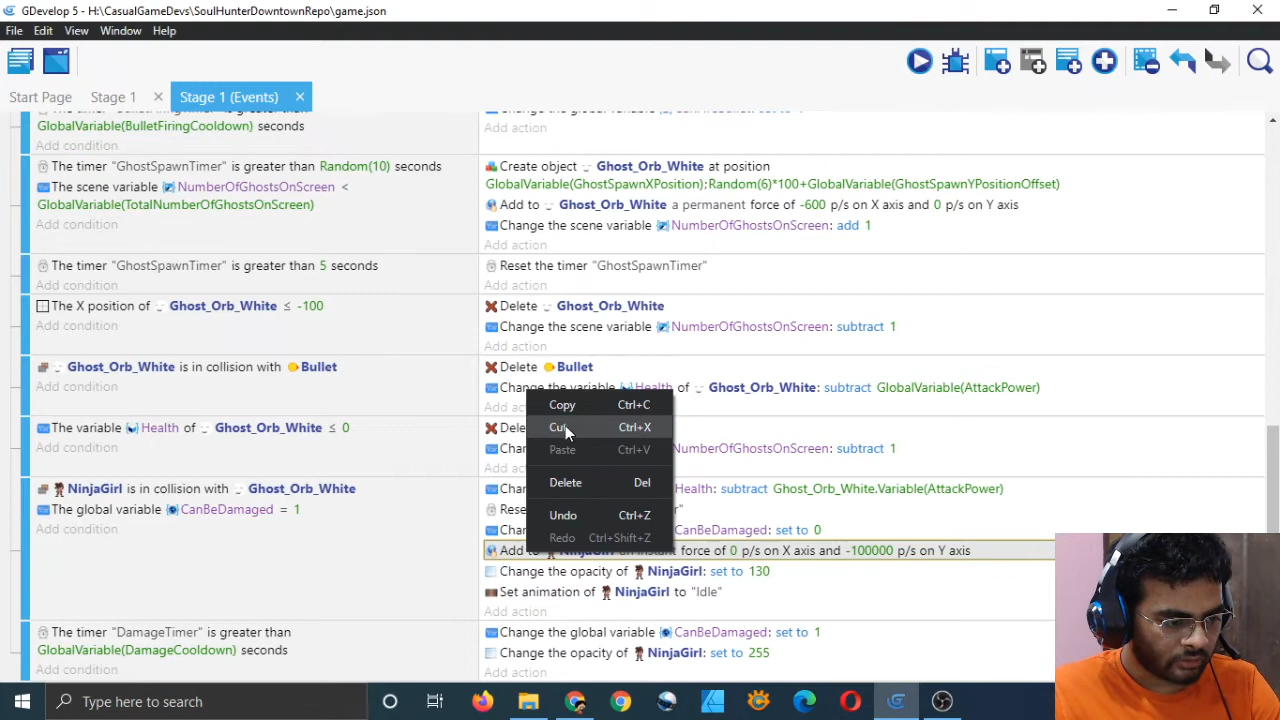 GDevelop 5 - H:\CasualGameDevs\SoulHunterDowntownRepo\game.json
File Edit View Window Help
Start Page Stage 1 × Stage 1 (Events) ×
GlobalVariable(BulletFiringCooldown) seconds
Add condition
Add action
The timer "GhostSpawnTimer" is greater than Random(10) seconds
The scene variable NumberOfGhostsOnScreen <
GlobalVariable(TotalNumberOfGhostsOnScreen)
Add condition
Create object Ghost_Orb_White at position
GlobalVariable(GhostSpawnXPosition);Random(6)*100+GlobalVariable(GhostSpawnYPositionOffset)
Add to Ghost_Orb_White a permanent force of -600 p/s on X axis and 0 p/s on Y axis
Change the scene variable NumberOfGhostsOnScreen: add 1
Add action
The timer "GhostSpawnTimer" is greater than 5 seconds
Add condition
Reset the timer "GhostSpawnTimer"
Add action
The X position of Ghost_Orb_White ≤ -100
Add condition
Delete Ghost_Orb_White
Change the scene variable NumberOfGhostsOnScreen: subtract 1
Add action
Ghost_Orb_White is in collision with Bullet
Add condition
Delete Bullet
Change the variable Health of Ghost_Orb_White: subtract GlobalVariable(AttackPower)
Add
The variable Health of Ghost_Orb_White ≤ 0
Add condition
NumberOfGhostsOnScreen: subtract 1
Add
Copy Ctrl+C
Cut Ctrl+X
Paste Ctrl+V
Delete Del
Undo Ctrl+Z
Redo Ctrl+Shift+Z
NinjaGirl is in collision with Ghost_Orb_White
The global variable CanBeDamaged = 1
Add condition
Health: subtract Ghost_Orb_White.Variable(AttackPower)
CanBeDamaged: set to 0
Add to NinjaGirl an instant force of 0 p/s on X axis and -100000 p/s on Y axis
Change the opacity of NinjaGirl: set to 130
Set animation of NinjaGirl to "Idle"
Add action
The timer "DamageTimer" is greater than
GlobalVariable(DamageCooldown) seconds
Add condition
Change the global variable CanBeDamaged: set to 1
Change the opacity of NinjaGirl: set to 255
Add action
Type here to search